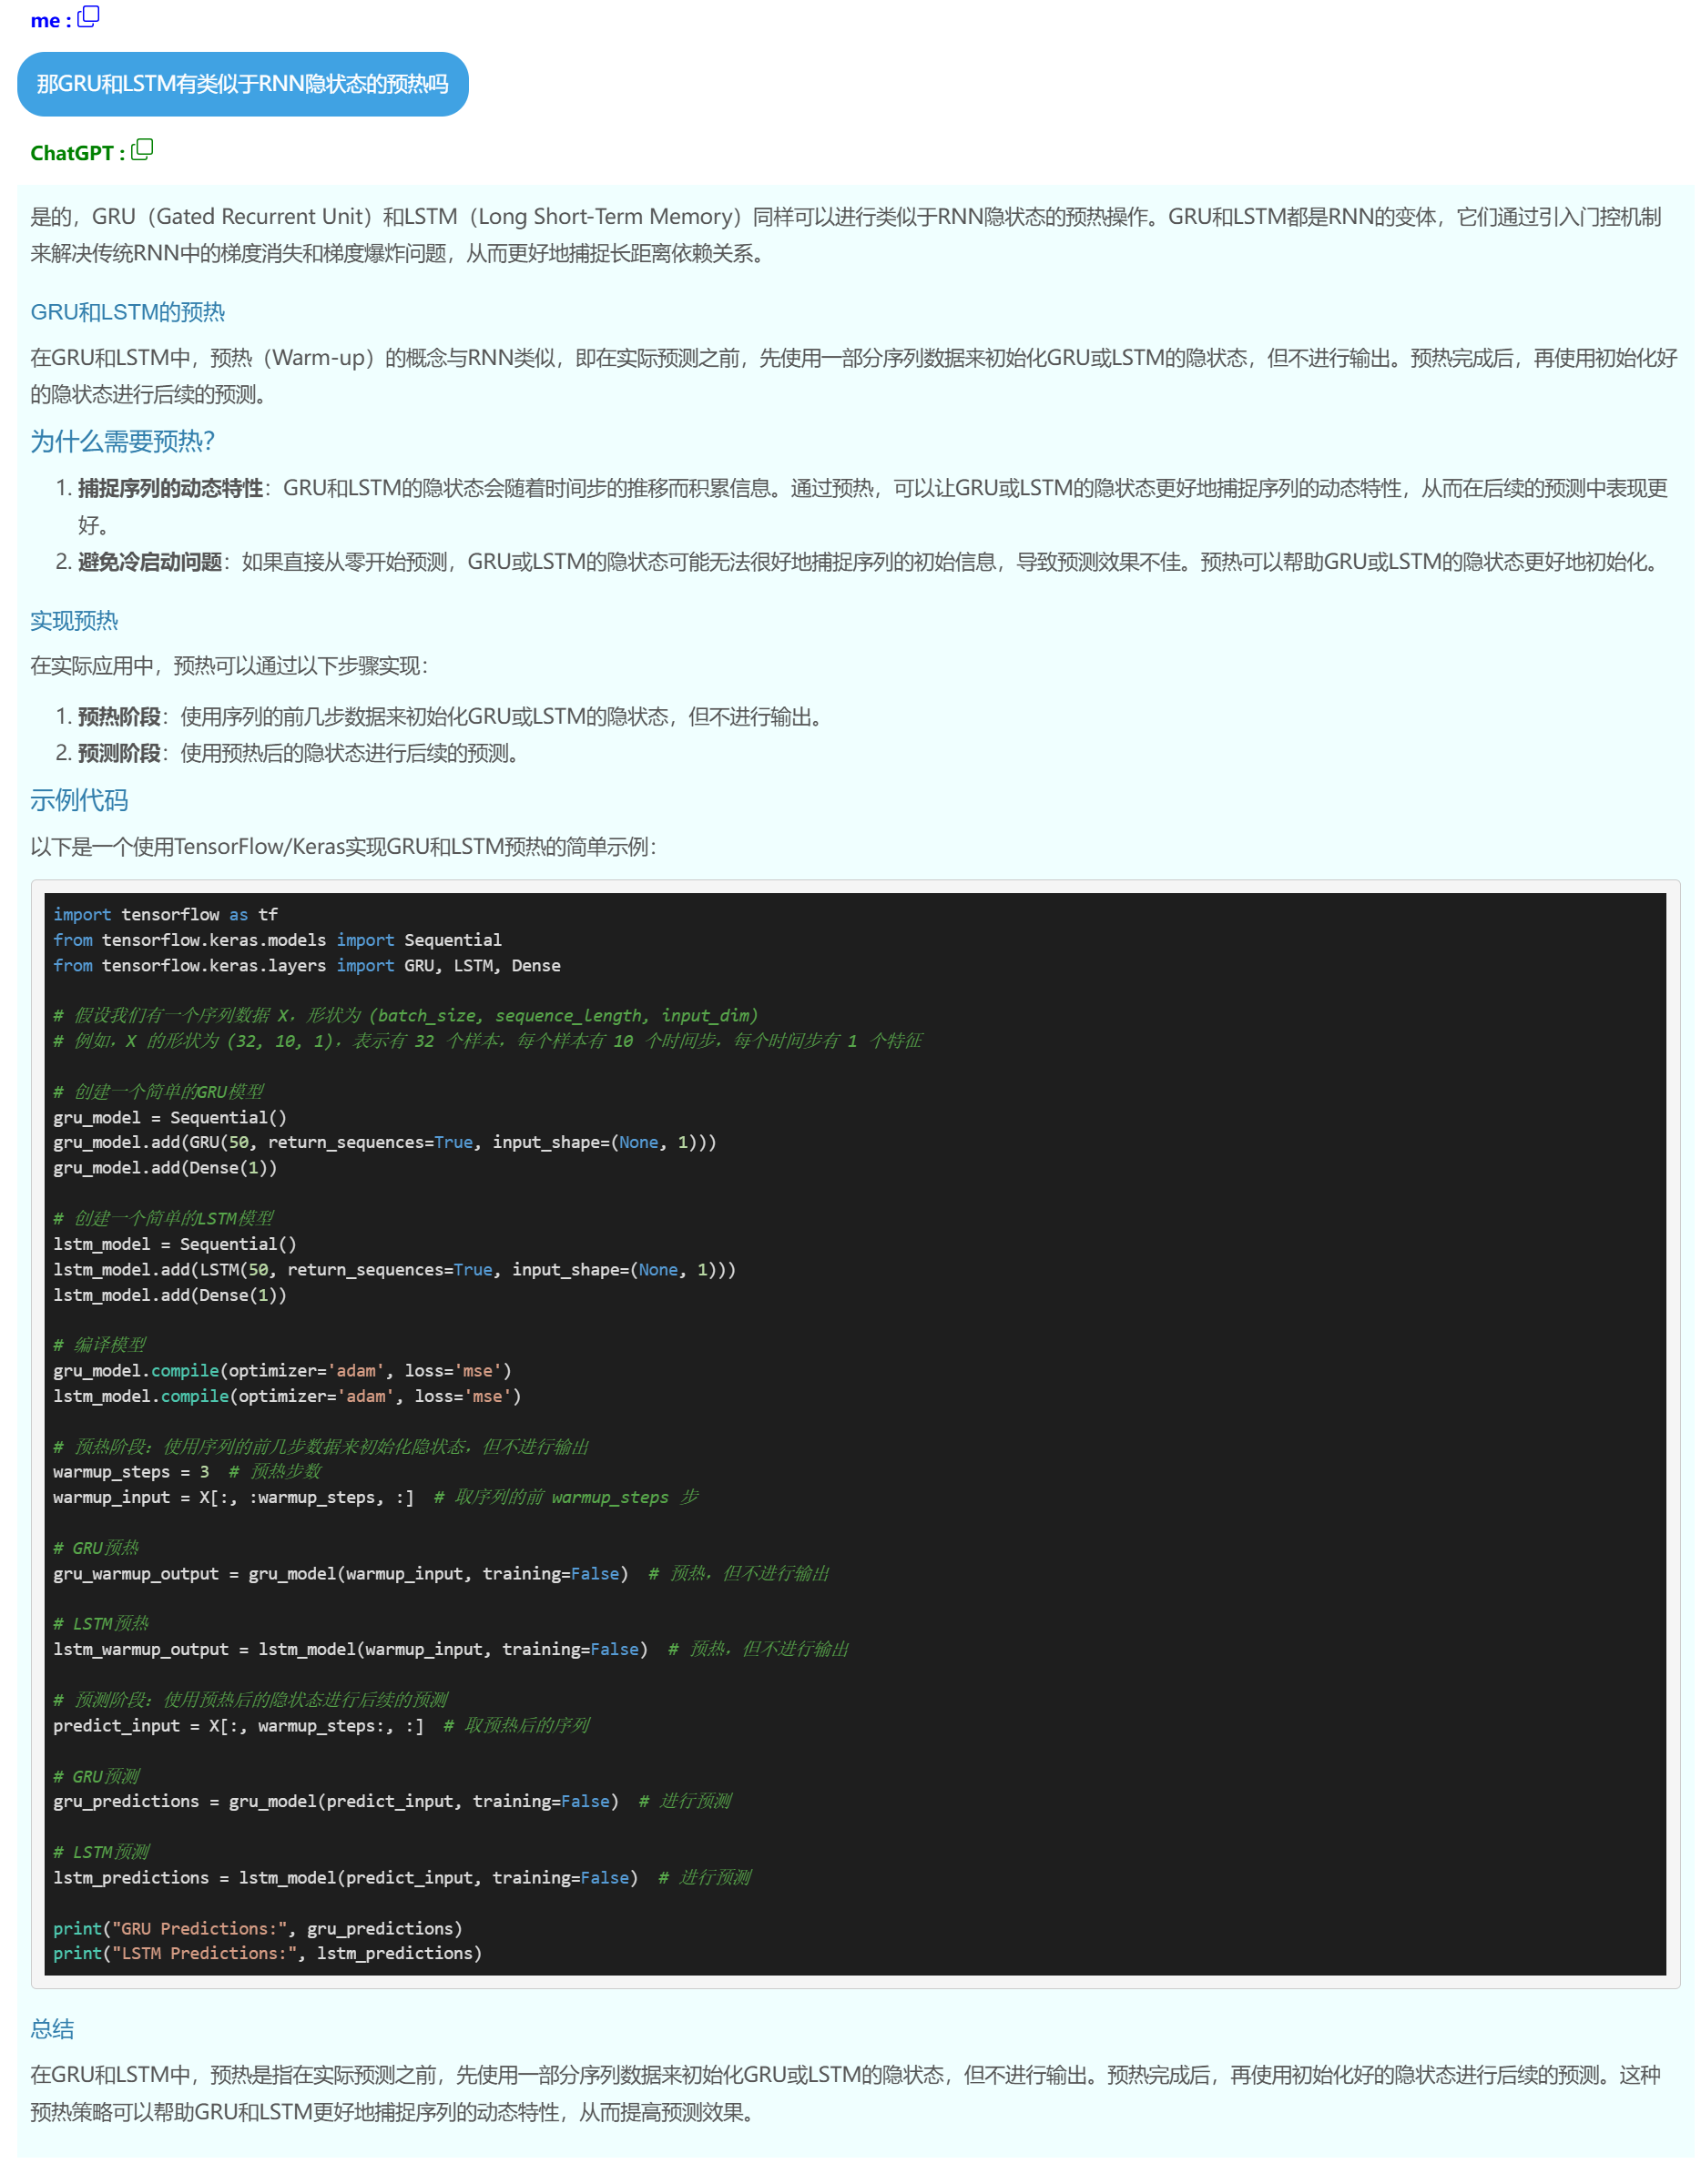 me :
那GRU和LSTM有类似于RNN隐状态的预热吗
ChatGPT :
是的，GRU（Gated Recurrent Unit）和LSTM（Long Short-Term Memory）同样可以进行类似于RNN隐状态的预热操作。GRU和LSTM都是RNN的变体，它们通过引入门控机制
来解决传统RNN中的梯度消失和梯度爆炸问题，从而更好地捕捉长距离依赖关系。
GRU和LSTM的预热
在GRU和LSTM中，预热（Warm-up）的概念与RNN类似，即在实际预测之前，先使用一部分序列数据来初始化GRU或LSTM的隐状态，但不进行输出。预热完成后，再使用初始化好
的隐状态进行后续的预测。
为什么需要预热？
1. 捕捉序列的动态特性：GRU和LSTM的隐状态会随着时间步的推移而积累信息。通过预热，可以让GRU或LSTM的隐状态更好地捕捉序列的动态特性，从而在后续的预测中表现更
好。
2. 避免冷启动问题：如果直接从零开始预测，GRU或LSTM的隐状态可能无法很好地捕捉序列的初始信息，导致预测效果不佳。预热可以帮助GRU或LSTM的隐状态更好地初始化。
实现预热
在实际应用中，预热可以通过以下步骤实现：
1. 预热阶段：使用序列的前几步数据来初始化GRU或LSTM的隐状态，但不进行输出。
2. 预测阶段：使用预热后的隐状态进行后续的预测。
示例代码
以下是一个使用TensorFlow/Keras实现GRU和LSTM预热的简单示例：
import tensorflow as tf
from tensorflow.keras.models import Sequential
from tensorflow.keras.layers import GRU, LSTM, Dense
# 假设我们有一个序列数据 X，形状为 (batch_size, sequence_length, input_dim)
# 例如，X 的形状为 (32, 10, 1)，表示有 32 个样本，每个样本有 10 个时间步，每个时间步有 1 个特征
# 创建一个简单的GRU模型
gru_model = Sequential()
gru_model.add(GRU(50, return_sequences=True, input_shape=(None, 1)))
gru_model.add(Dense(1))
# 创建一个简单的LSTM模型
lstm_model = Sequential()
lstm_model.add(LSTM(50, return_sequences=True, input_shape=(None, 1)))
lstm_model.add(Dense(1))
# 编译模型
gru_model.compile(optimizer='adam', loss='mse')
lstm_model.compile(optimizer='adam', loss='mse')
# 预热阶段：使用序列的前几步数据来初始化隐状态，但不进行输出
warmup_steps = 3  # 预热步数
warmup_input = X[:, :warmup_steps, :]  # 取序列的前 warmup_steps 步
# GRU预热
gru_warmup_output = gru_model(warmup_input, training=False)  # 预热，但不进行输出
# LSTM预热
lstm_warmup_output = lstm_model(warmup_input, training=False)  # 预热，但不进行输出
# 预测阶段：使用预热后的隐状态进行后续的预测
predict_input = X[:, warmup_steps:, :]  # 取预热后的序列
# GRU预测
gru_predictions = gru_model(predict_input, training=False)  # 进行预测
# LSTM预测
lstm_predictions = lstm_model(predict_input, training=False)  # 进行预测
print("GRU Predictions:", gru_predictions)
print("LSTM Predictions:", lstm_predictions)
总结
在GRU和LSTM中，预热是指在实际预测之前，先使用一部分序列数据来初始化GRU或LSTM的隐状态，但不进行输出。预热完成后，再使用初始化好的隐状态进行后续的预测。这种
预热策略可以帮助GRU和LSTM更好地捕捉序列的动态特性，从而提高预测效果。